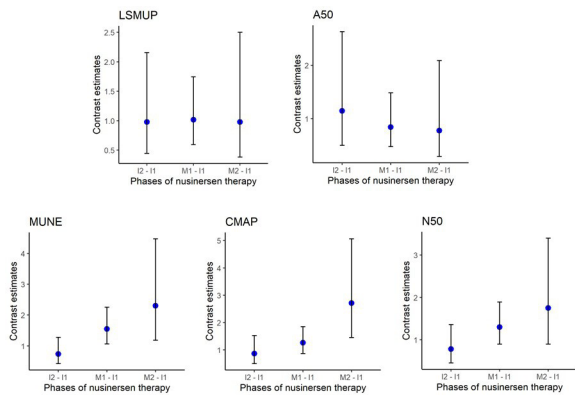 LSMUP
Contrast estimates
2.5
2.0
1.5
1.0
0.5
I2 - I1
M1 - I1
M2 - I1
Phases of nusinersen therapy
A50
Contrast estimates
2
1
I2 - I1
M1 - I1
M2 - I1
Phases of nusinersen therapy
MUNE
Contrast estimates
4
3
2
1
I2 - I1
M1 - I1
M2 - I1
Phases of nusinersen therapy
CMAP
Contrast estimates
5
4
3
2
1
I2 - I1
M1 - I1
M2 - I1
Phases of nusinersen therapy
N50
Contrast estimates
3
2
1
I2 - I1
M1 - I1
M2 - I1
Phases of nusinersen therapy